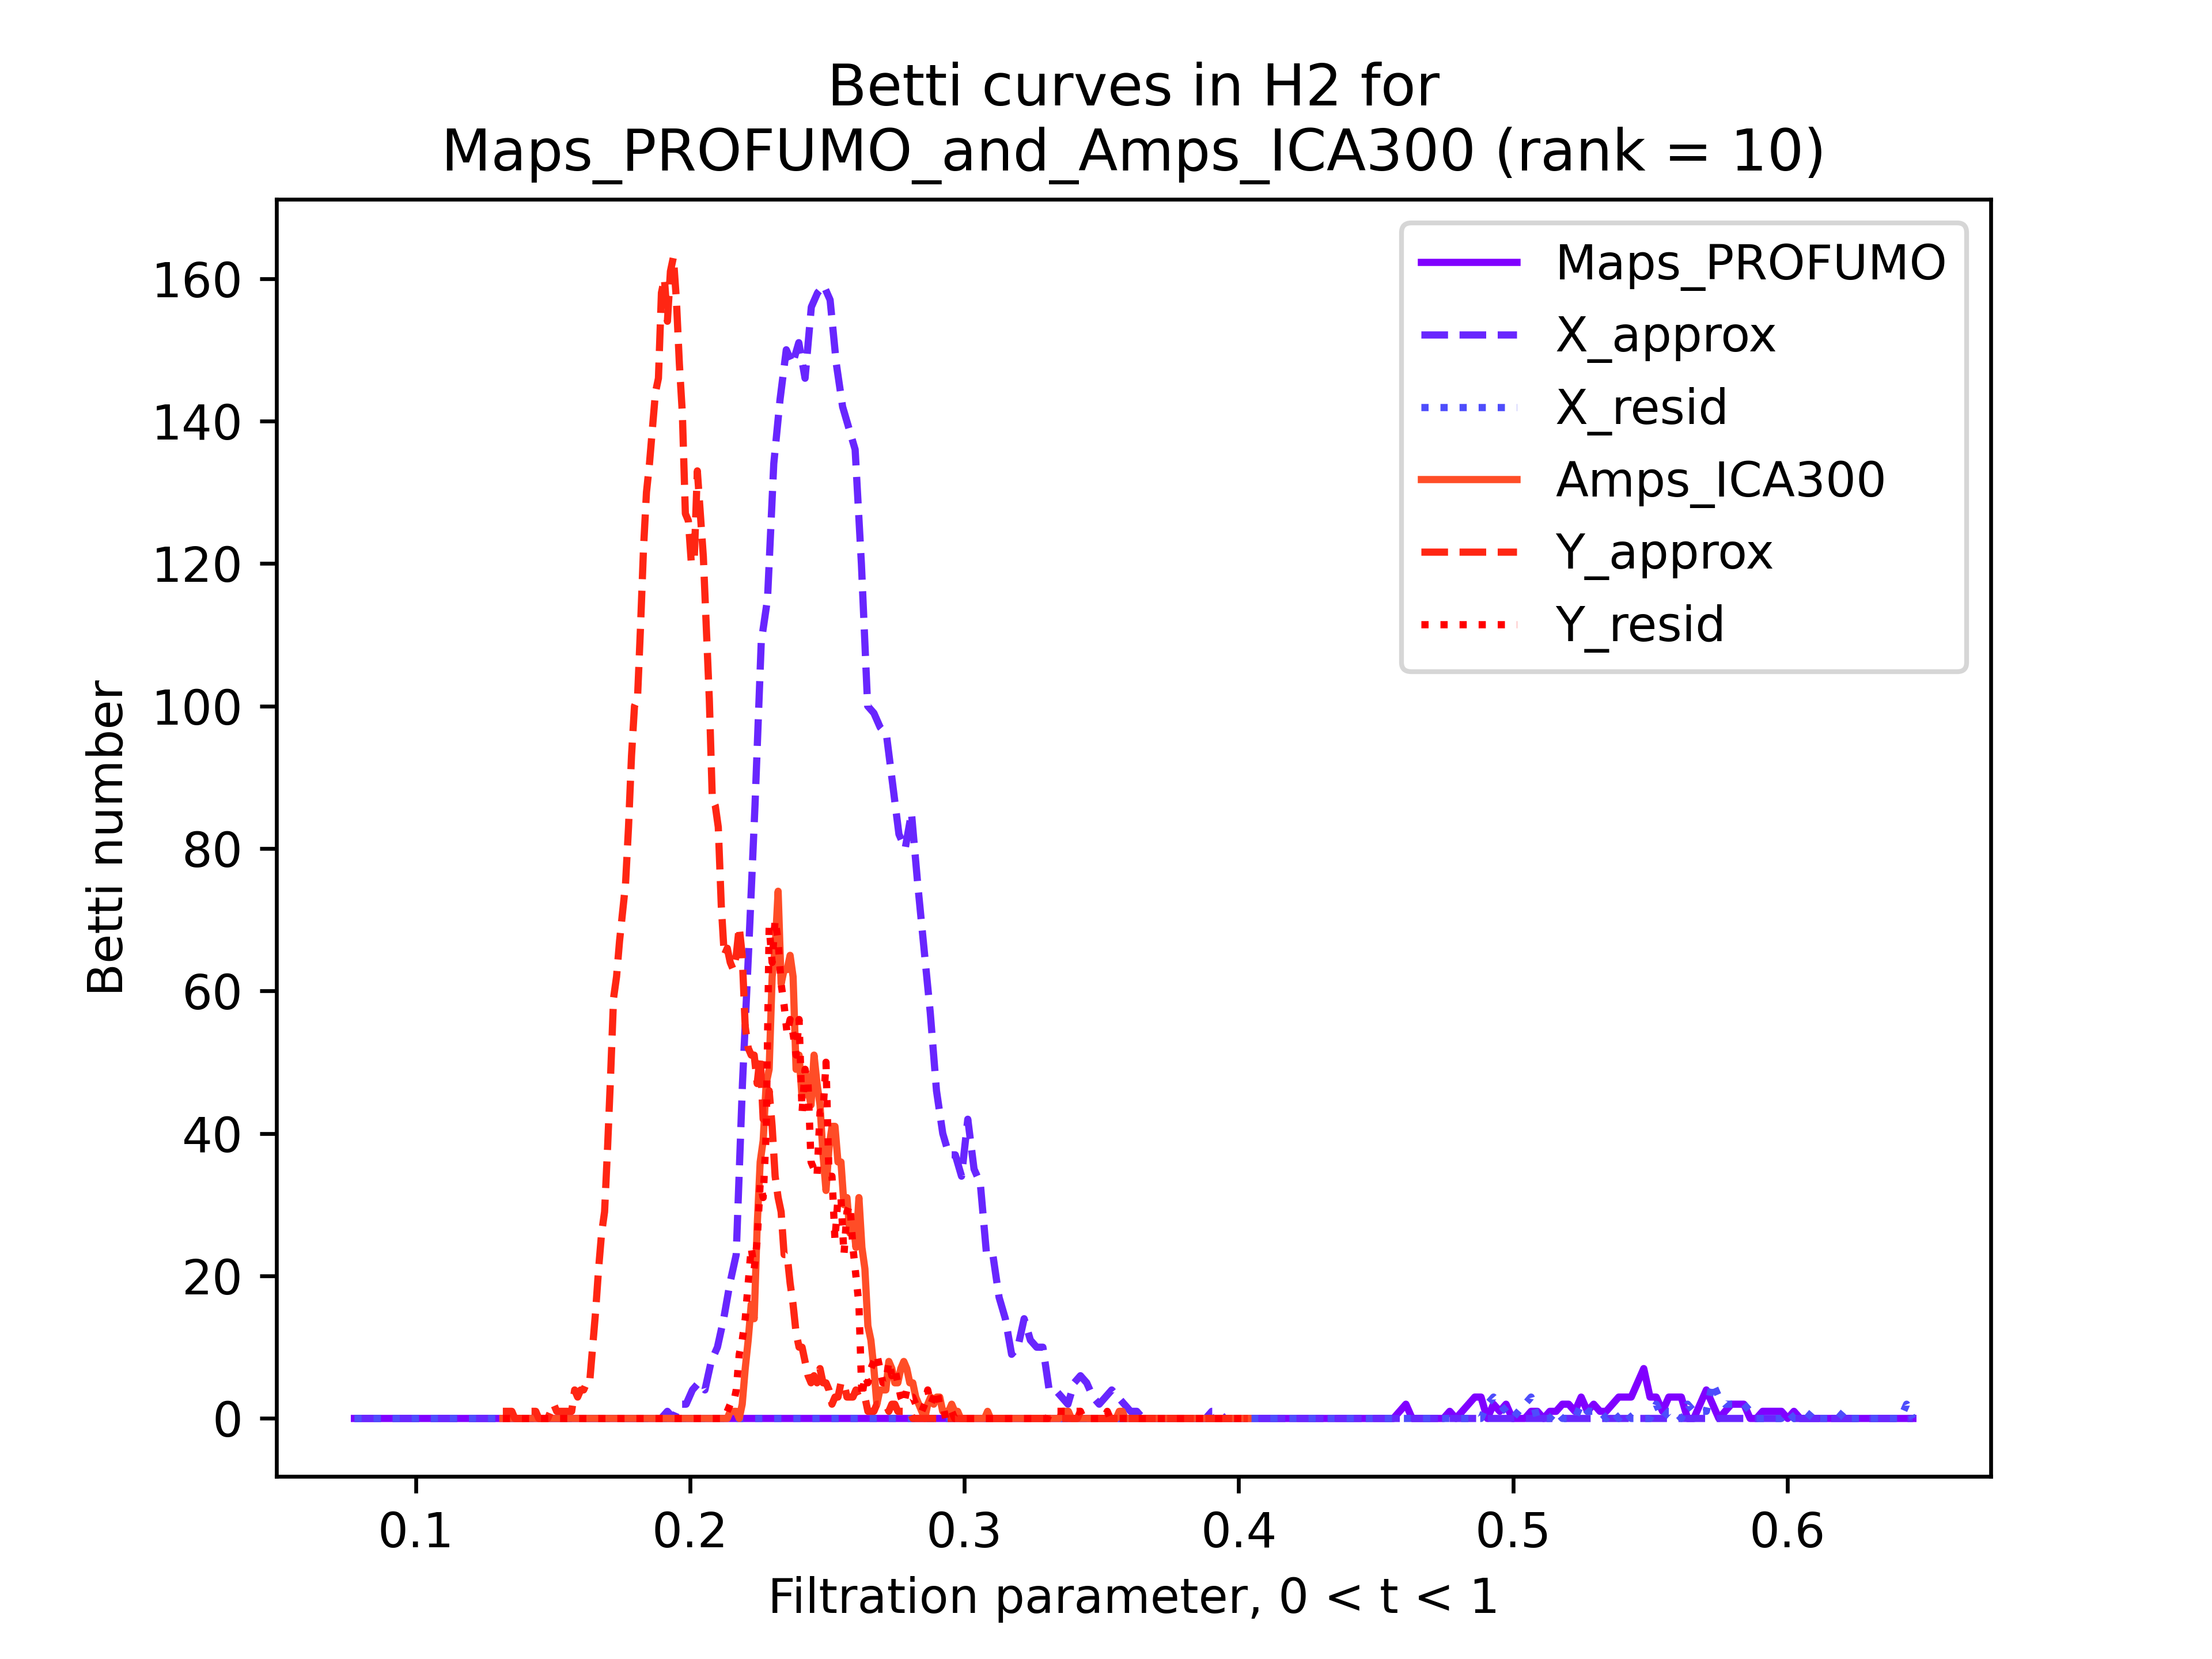 Betti curves in H2 for
Maps_PROFUMO_and_Amps_ICA300 (rank = 10)
Maps_PROFUMO
X_approx
X_resid
Amps_ICA300
Y_approx
Y_resid
Betti number
160
140
120
100
80
60
40
20
0
0.1 0.2 0.3 0.4 0.5 0.6
Filtration parameter, 0 < t < 1